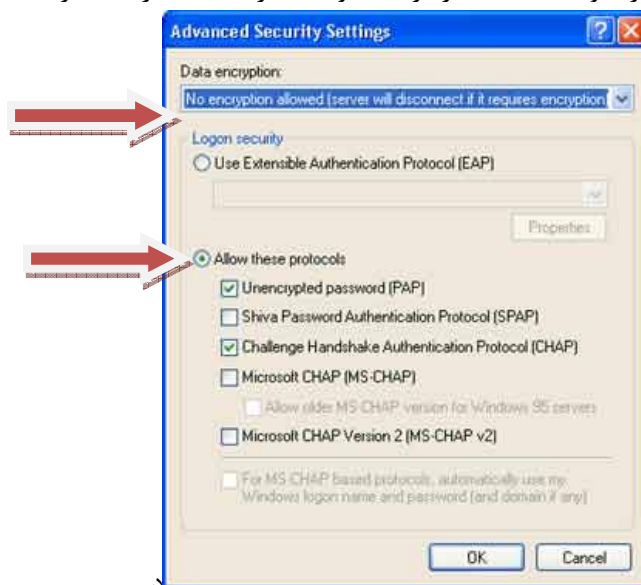 Advanced Security Settings
Data encryption:
No encryption allowed (server will disconnect if it requires encryption)
Logon security
Use Extensible Authentication Protocol (EAP)
Properties
Allow these protocols
Unencrypted password (PAP)
Shiva Password Authentication Protocol (SPAP)
Challenge Handshake Authentication Protocol (CHAP)
Microsoft CHAP (MS-CHAP)
Allow older MS-CHAP version for Windows 95 servers
Microsoft CHAP Version 2 (MS-CHAP v2)
For MS-CHAP based protocols, automatically use my
Windows logon name and password (and domain if any)
OK Cancel